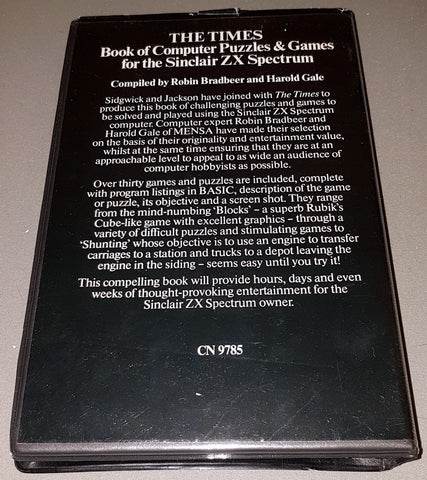 THE TIMES
Book of Computer Puzzles & Games
for the Sinclair ZX Spectrum
Compiled by Robin Bradbeer and Harold Gale
Sidgwick and Jackson have joined with The Times to
produce this book of challenging puzzles and games to
be solved and played using the Sinclair ZX Spectrum
computer. Computer expert Robin Bradbeer and
Harold Gale of MENSA have made their selection
on the basis of their originality and entertainment value,
whilst at the same time ensuring that they are at an
approachable level to appeal to as wide an audience of
computer hobbyists as possible.
Over thirty games and puzzles are included, complete
with program listings in BASIC, description of the game
or puzzle, its objective and a screen shot. They range
from the mind-numbing 'Blocks' – a superb Rubik's
Cube-like game with excellent graphics – through a
variety of difficult puzzles and stimulating games to
'Shunting' whose objective is to use an engine to transfer
carriages to a station and trucks to a depot leaving the
engine in the siding – seems easy until you try it!
This compelling book will provide hours, days and even
weeks of thought-provoking entertainment for the
Sinclair ZX Spectrum owner.
CN 9785